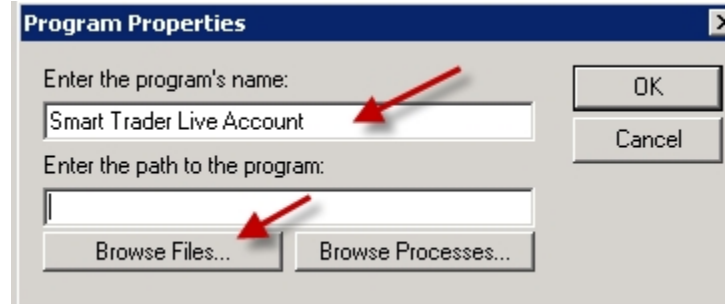 Program Properties
Enter the program's name:
OK
Smart Trader Live Account
Cancel
Enter the path to the program:
Browse Files...
Browse Processes...